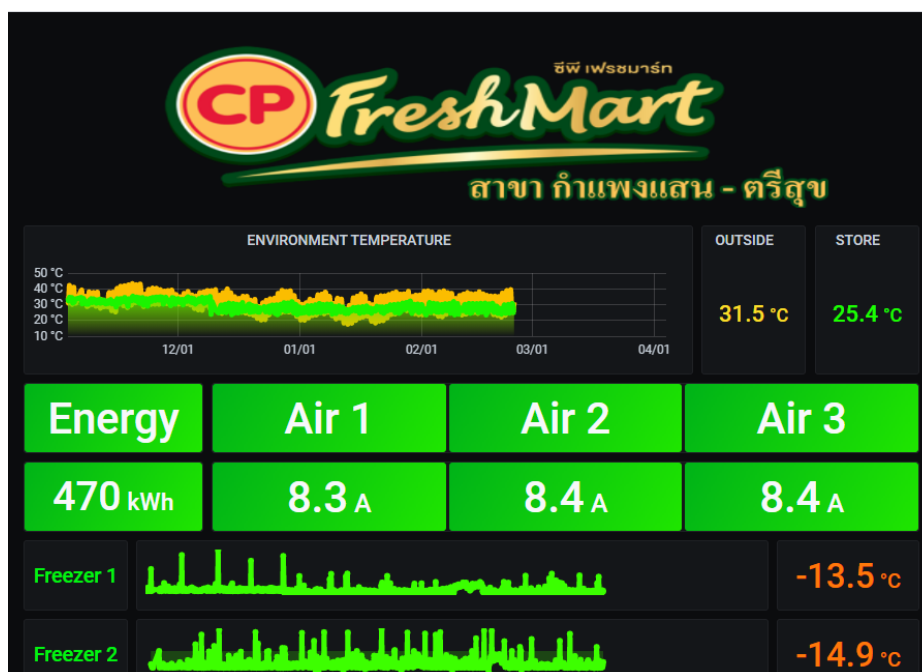 ซีพี เฟรชมาร์ท
CP FreshMart
สาขา กำแพงแสน - ตรีสุข
ENVIRONMENT TEMPERATURE
OUTSIDE
STORE
50 °C
40 °C
30 °C
20 °C
10 °C
12/01
01/01
02/01
03/01
04/01
31.5 °C
25.4 °C
Energy
Air 1
Air 2
Air 3
470 kWh
8.3 A
8.4 A
8.4 A
Freezer 1
-13.5 °C
Freezer 2
-14.9 °C